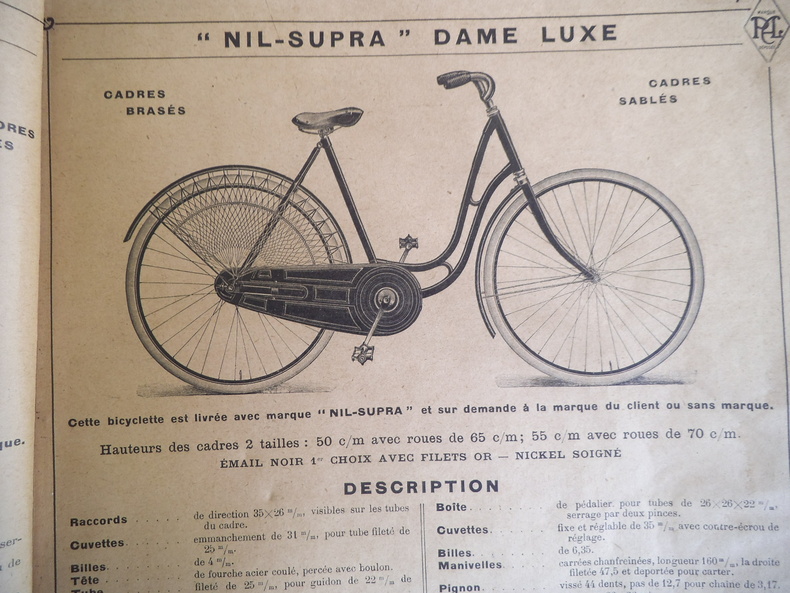 “ NIL-SUPRA ” DAME LUXE
CADRES
BRASÉS
CADRES
SABLÉS
Cette bicyclette est livrée avec marque “ NIL-SUPRA ” et sur demande à la marque du client ou sans marque.
Hauteurs des cadres 2 tailles : 50 c/m avec roues de 65 c/m; 55 c/m avec roues de 70 c/m.
ÉMAIL NOIR 1er CHOIX AVEC FILETS OR — NICKEL SOIGNÉ
DESCRIPTION
Raccords . . . . . de direction 35×26 m/m, visibles sur les tubes
du cadre.
Cuvettes . . . . . emmanchement de 31 m/m, pour tube fileté de
25 m/m.
Billes . . . . . de 4 m/m.
Tête . . . . . de fourche acier coulé, percée avec boulon.
Tube fileté de 25 m/m, pour guidon de 22 m/m de
Boîte . . . . . de pédalier pour tubes de 26×26×22 m/m,
serrage par deux pinces.
Cuvettes . . . . . fixe et réglable de 35 m/m avec contre-écrou de
réglage.
Billes . . . . . de 6,35.
Manivelles . . . . . carrées chanfreinées, longueur 160 m/m, la droite
filetée 47,5 et déportée pour carter.
Pignon . . . . . vissé 44 dents, pas de 12,7 pour chaîne de 3,17.